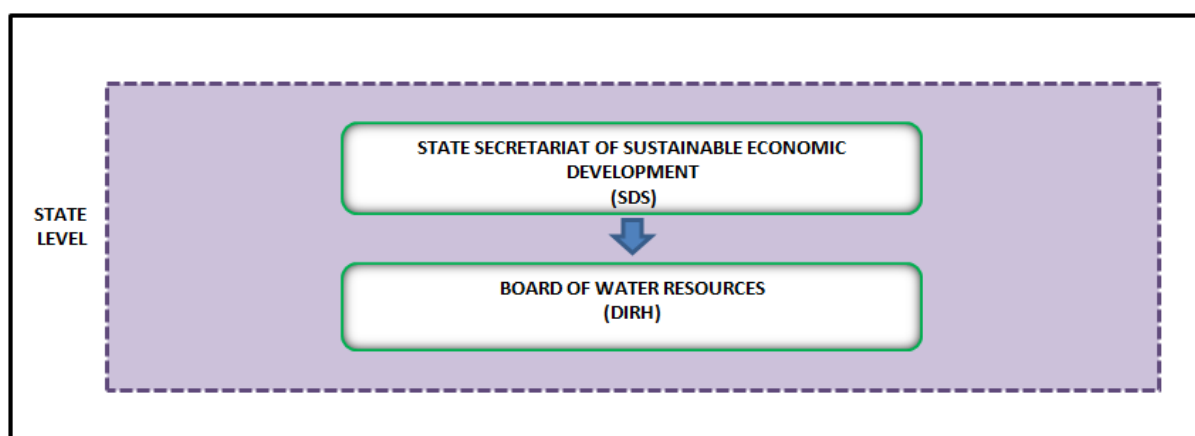 STATE SECRETARIAT OF SUSTAINABLE ECONOMIC
DEVELOPMENT
(SDS)
STATE
LEVEL
BOARD OF WATER RESOURCES
(DIRH)